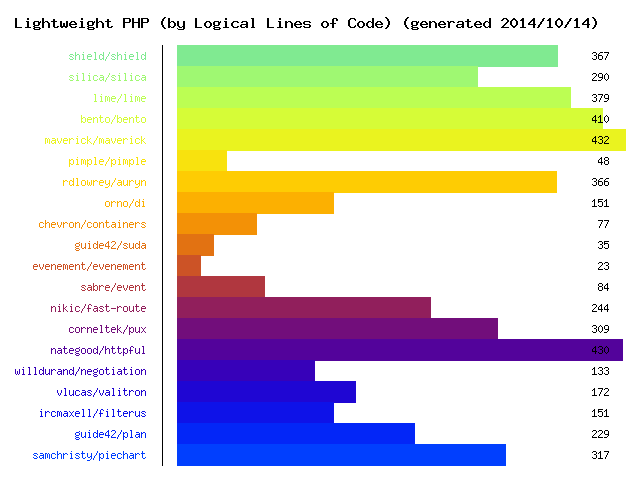 Lightweight PHP (by Logical Lines of Code) (generated 2014/10/14)
shield/shield 367
silica/silica 290
lime/lime 379
bento/bento 410
maverick/maverick 432
pimple/pimple 48
rdlowrey/auryn 366
orno/di 151
chevron/containers 77
guide42/suda 35
evenement/evenement 23
sabre/event 84
nikic/fast-route 244
corneltek/pux 309
nategood/httpful 430
willdurand/negotiation 133
vlucas/valitron 172
ircmaxell/filterus 151
guide42/plan 229
samchristy/piechart 317